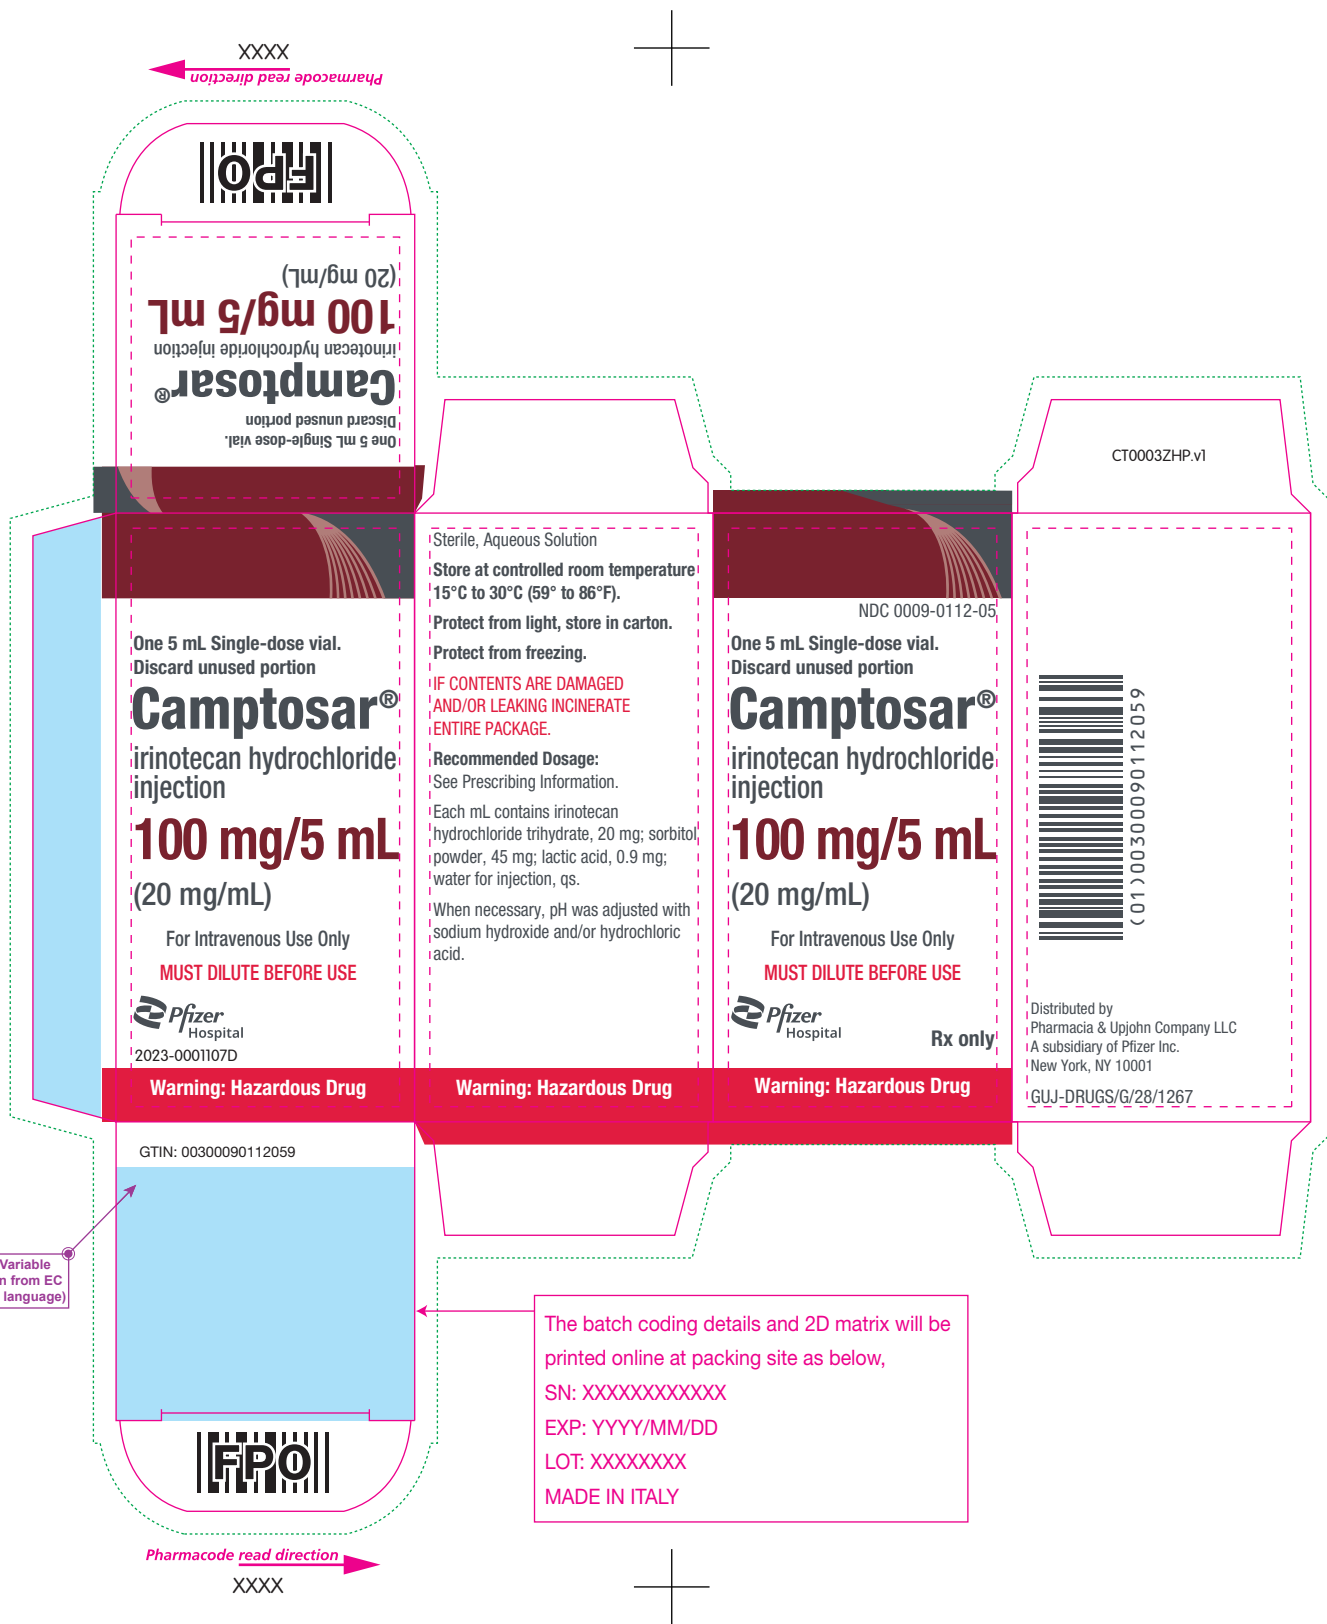 XXXX
Pharmacode read direction
FPO
(20 mg/mL)
100 mg/5 mL
irinotecan hydrochloride injection
Camptosar®
Discard unused portion
One 5 mL Single-dose vial.
One 5 mL Single-dose vial.
Discard unused portion
Camptosar®
irinotecan hydrochloride
injection
100 mg/5 mL
(20 mg/mL)
For Intravenous Use Only
MUST DILUTE BEFORE USE
Pfizer
Hospital
2023-0001107D
Warning: Hazardous Drug
Sterile, Aqueous Solution
Store at controlled room temperature
15°C to 30°C (59° to 86°F).
Protect from light, store in carton.
Protect from freezing.
IF CONTENTS ARE DAMAGED
AND/OR LEAKING INCINERATE
ENTIRE PACKAGE.
Recommended Dosage:
See Prescribing Information.
Each mL contains irinotecan
hydrochloride trihydrate, 20 mg; sorbitol
powder, 45 mg; lactic acid, 0.9 mg;
water for injection, qs.
When necessary, pH was adjusted with
sodium hydroxide and/or hydrochloric
acid.
Warning: Hazardous Drug
NDC 0009-0112-05
One 5 mL Single-dose vial.
Discard unused portion
Camptosar®
irinotecan hydrochloride
injection
100 mg/5 mL
(20 mg/mL)
For Intravenous Use Only
MUST DILUTE BEFORE USE
Pfizer
Hospital
Rx only
Warning: Hazardous Drug
CT0003ZHP.v1
(01)00300090112059
Distributed by
Pharmacia & Upjohn Company LLC
A subsidiary of Pfizer Inc.
New York, NY 10001
GUJ-DRUGS/G/28/1267
GTIN: 00300090112059
Variable
from EC
language)
The batch coding details and 2D matrix will be
printed online at packing site as below,
SN: XXXXXXXXXXXX
EXP: YYYY/MM/DD
LOT: XXXXXXXX
MADE IN ITALY
FPO
Pharmacode read direction
XXXX